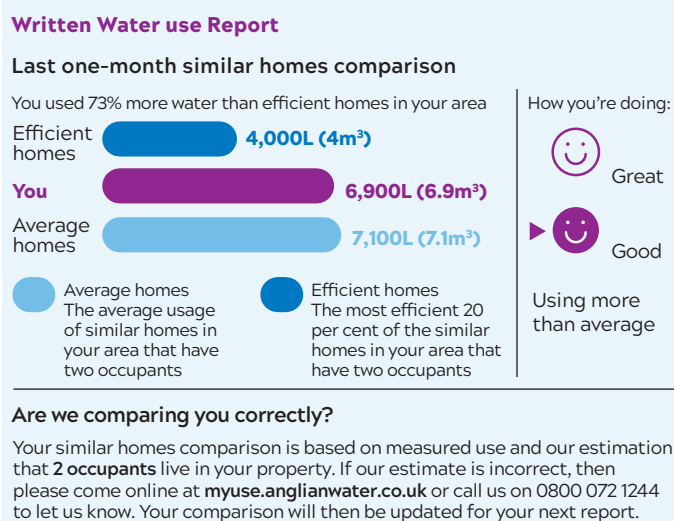 Written Water use Report
Last one-month similar homes comparison
You used 73% more water than efficient homes in your area
Efficient
homes
4,000L (4m³)
You
6,900L (6.9m³)
Average
homes
7,100L (7.1m³)
Average homes
The average usage
of similar homes in
your area that have
two occupants
Efficient homes
The most efficient 20
per cent of the similar
homes in your area that
have two occupants
How you're doing:
Great
Good
Using more
than average
Are we comparing you correctly?
Your similar homes comparison is based on measured use and our estimation
that 2 occupants live in your property. If our estimate is incorrect, then
please come online at myuse.anglianwater.co.uk or call us on 0800 072 1244
to let us know. Your comparison will then be updated for your next report.